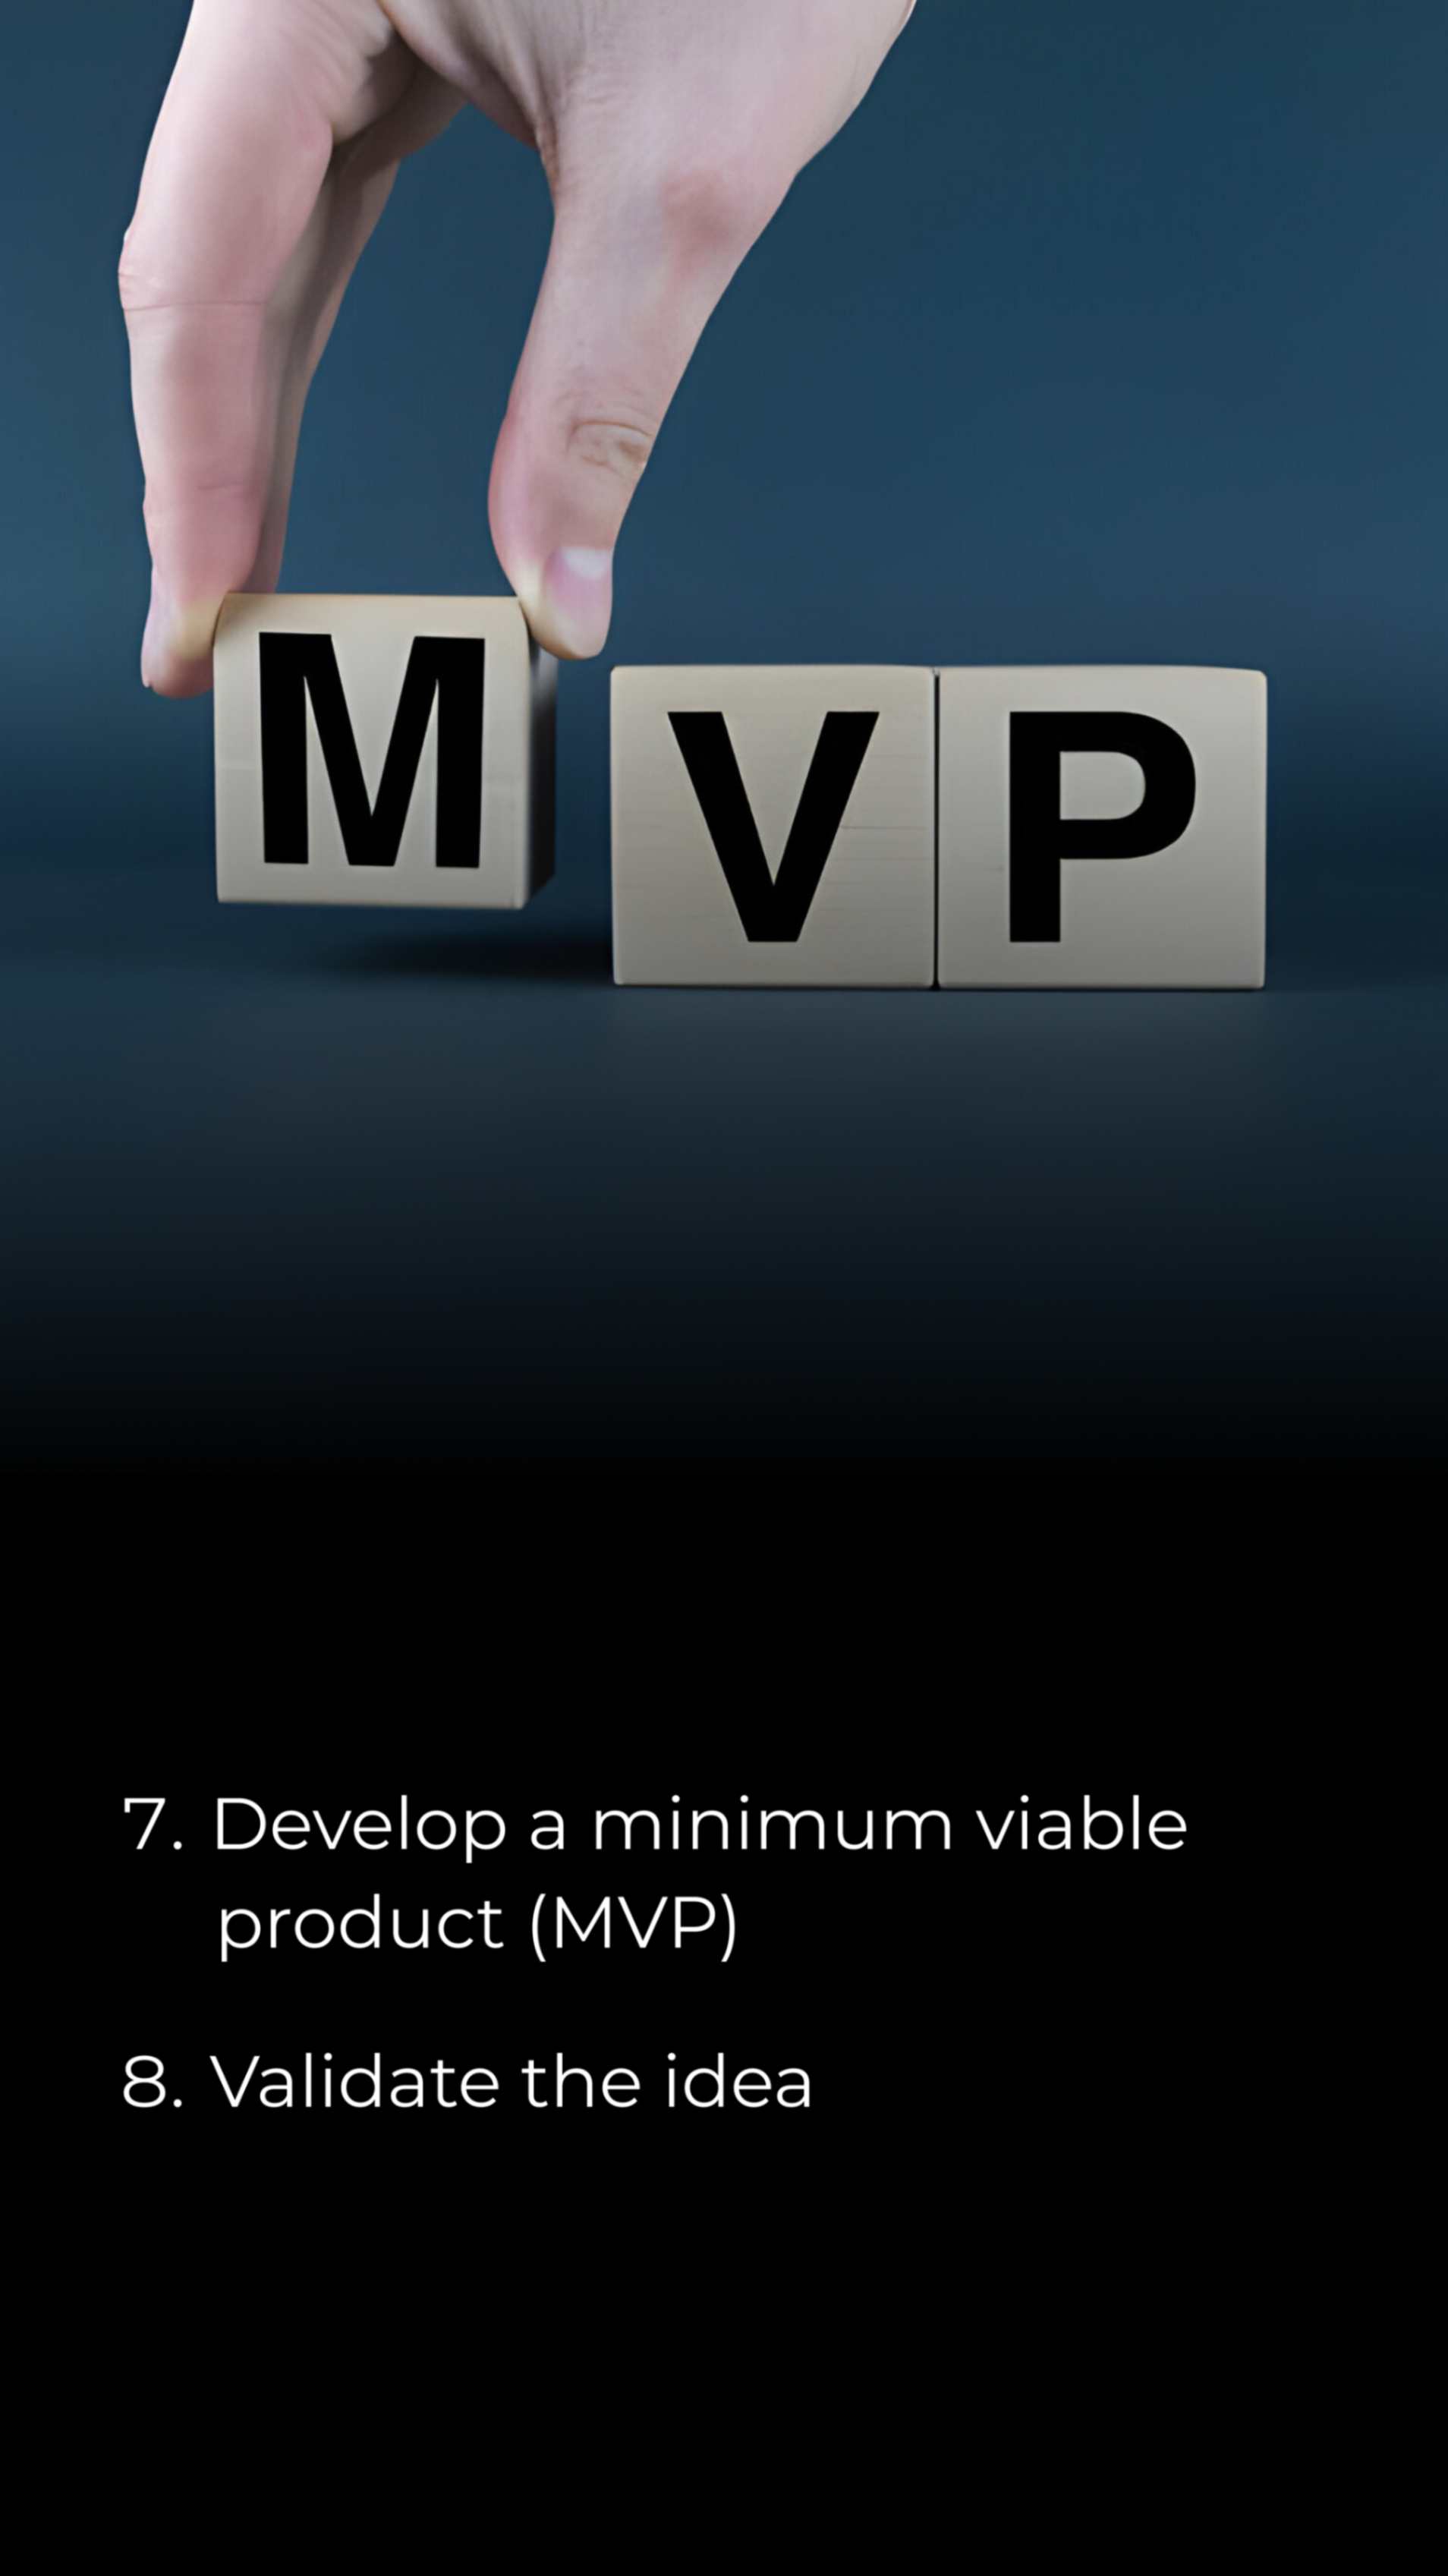 M V P
7. Develop a minimum viable
product (MVP)
8. Validate the idea